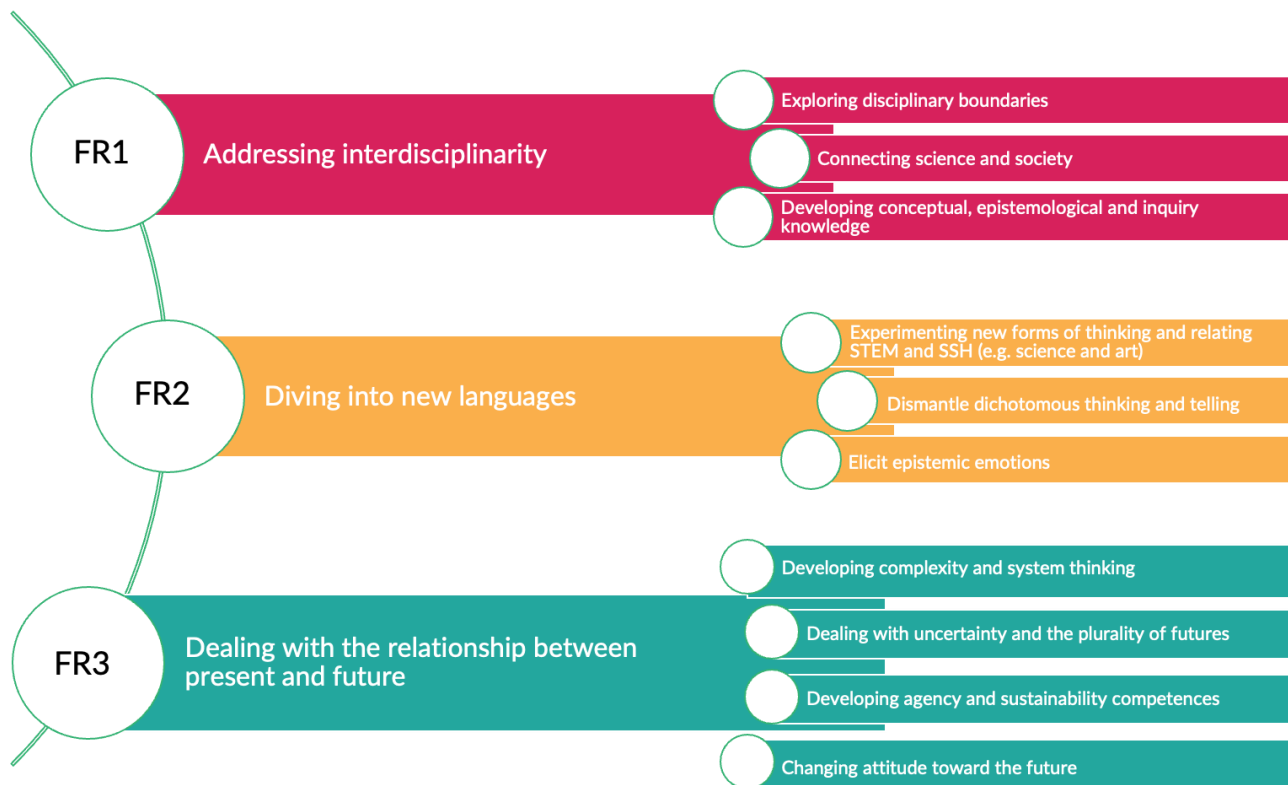 FR1
Addressing interdisciplinarity
Exploring disciplinary boundaries
Connecting science and society
Developing conceptual, epistemological and inquiry
knowledge
FR2
Diving into new languages
Experimenting new forms of thinking and relating
STEM and SSH (e.g. science and art)
Dismantle dichotomous thinking and telling
Elicit epistemic emotions
FR3
Dealing with the relationship between
present and future
Developing complexity and system thinking
Dealing with uncertainty and the plurality of futures
Developing agency and sustainability competences
Changing attitude toward the future